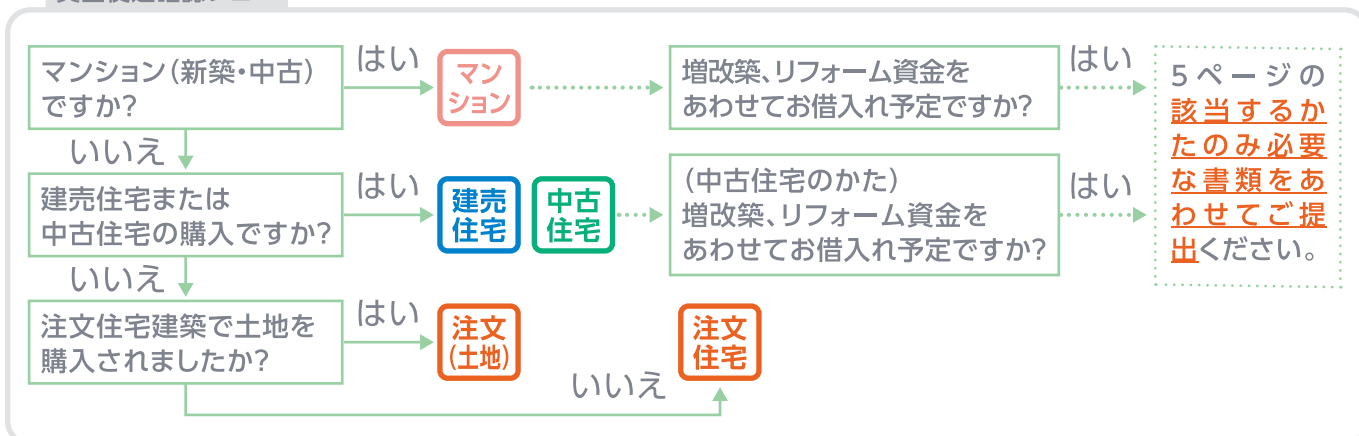 マンション（新築・中古）
ですか？
はい
マン
ション
増改築、リフォーム資金を
あわせてお借入れ予定ですか？
はい
5ページの
該当するか
たのみ必要
な書類をあ
わせてご提
出ください。
いいえ
建売住宅または
中古住宅の購入ですか？
はい
建売
住宅
中古
住宅
（中古住宅のかた）
増改築、リフォーム資金を
あわせてお借入れ予定ですか？
はい
いいえ
注文住宅建築で土地を
購入されましたか？
はい
注文
（土地）
注文
住宅
いいえ